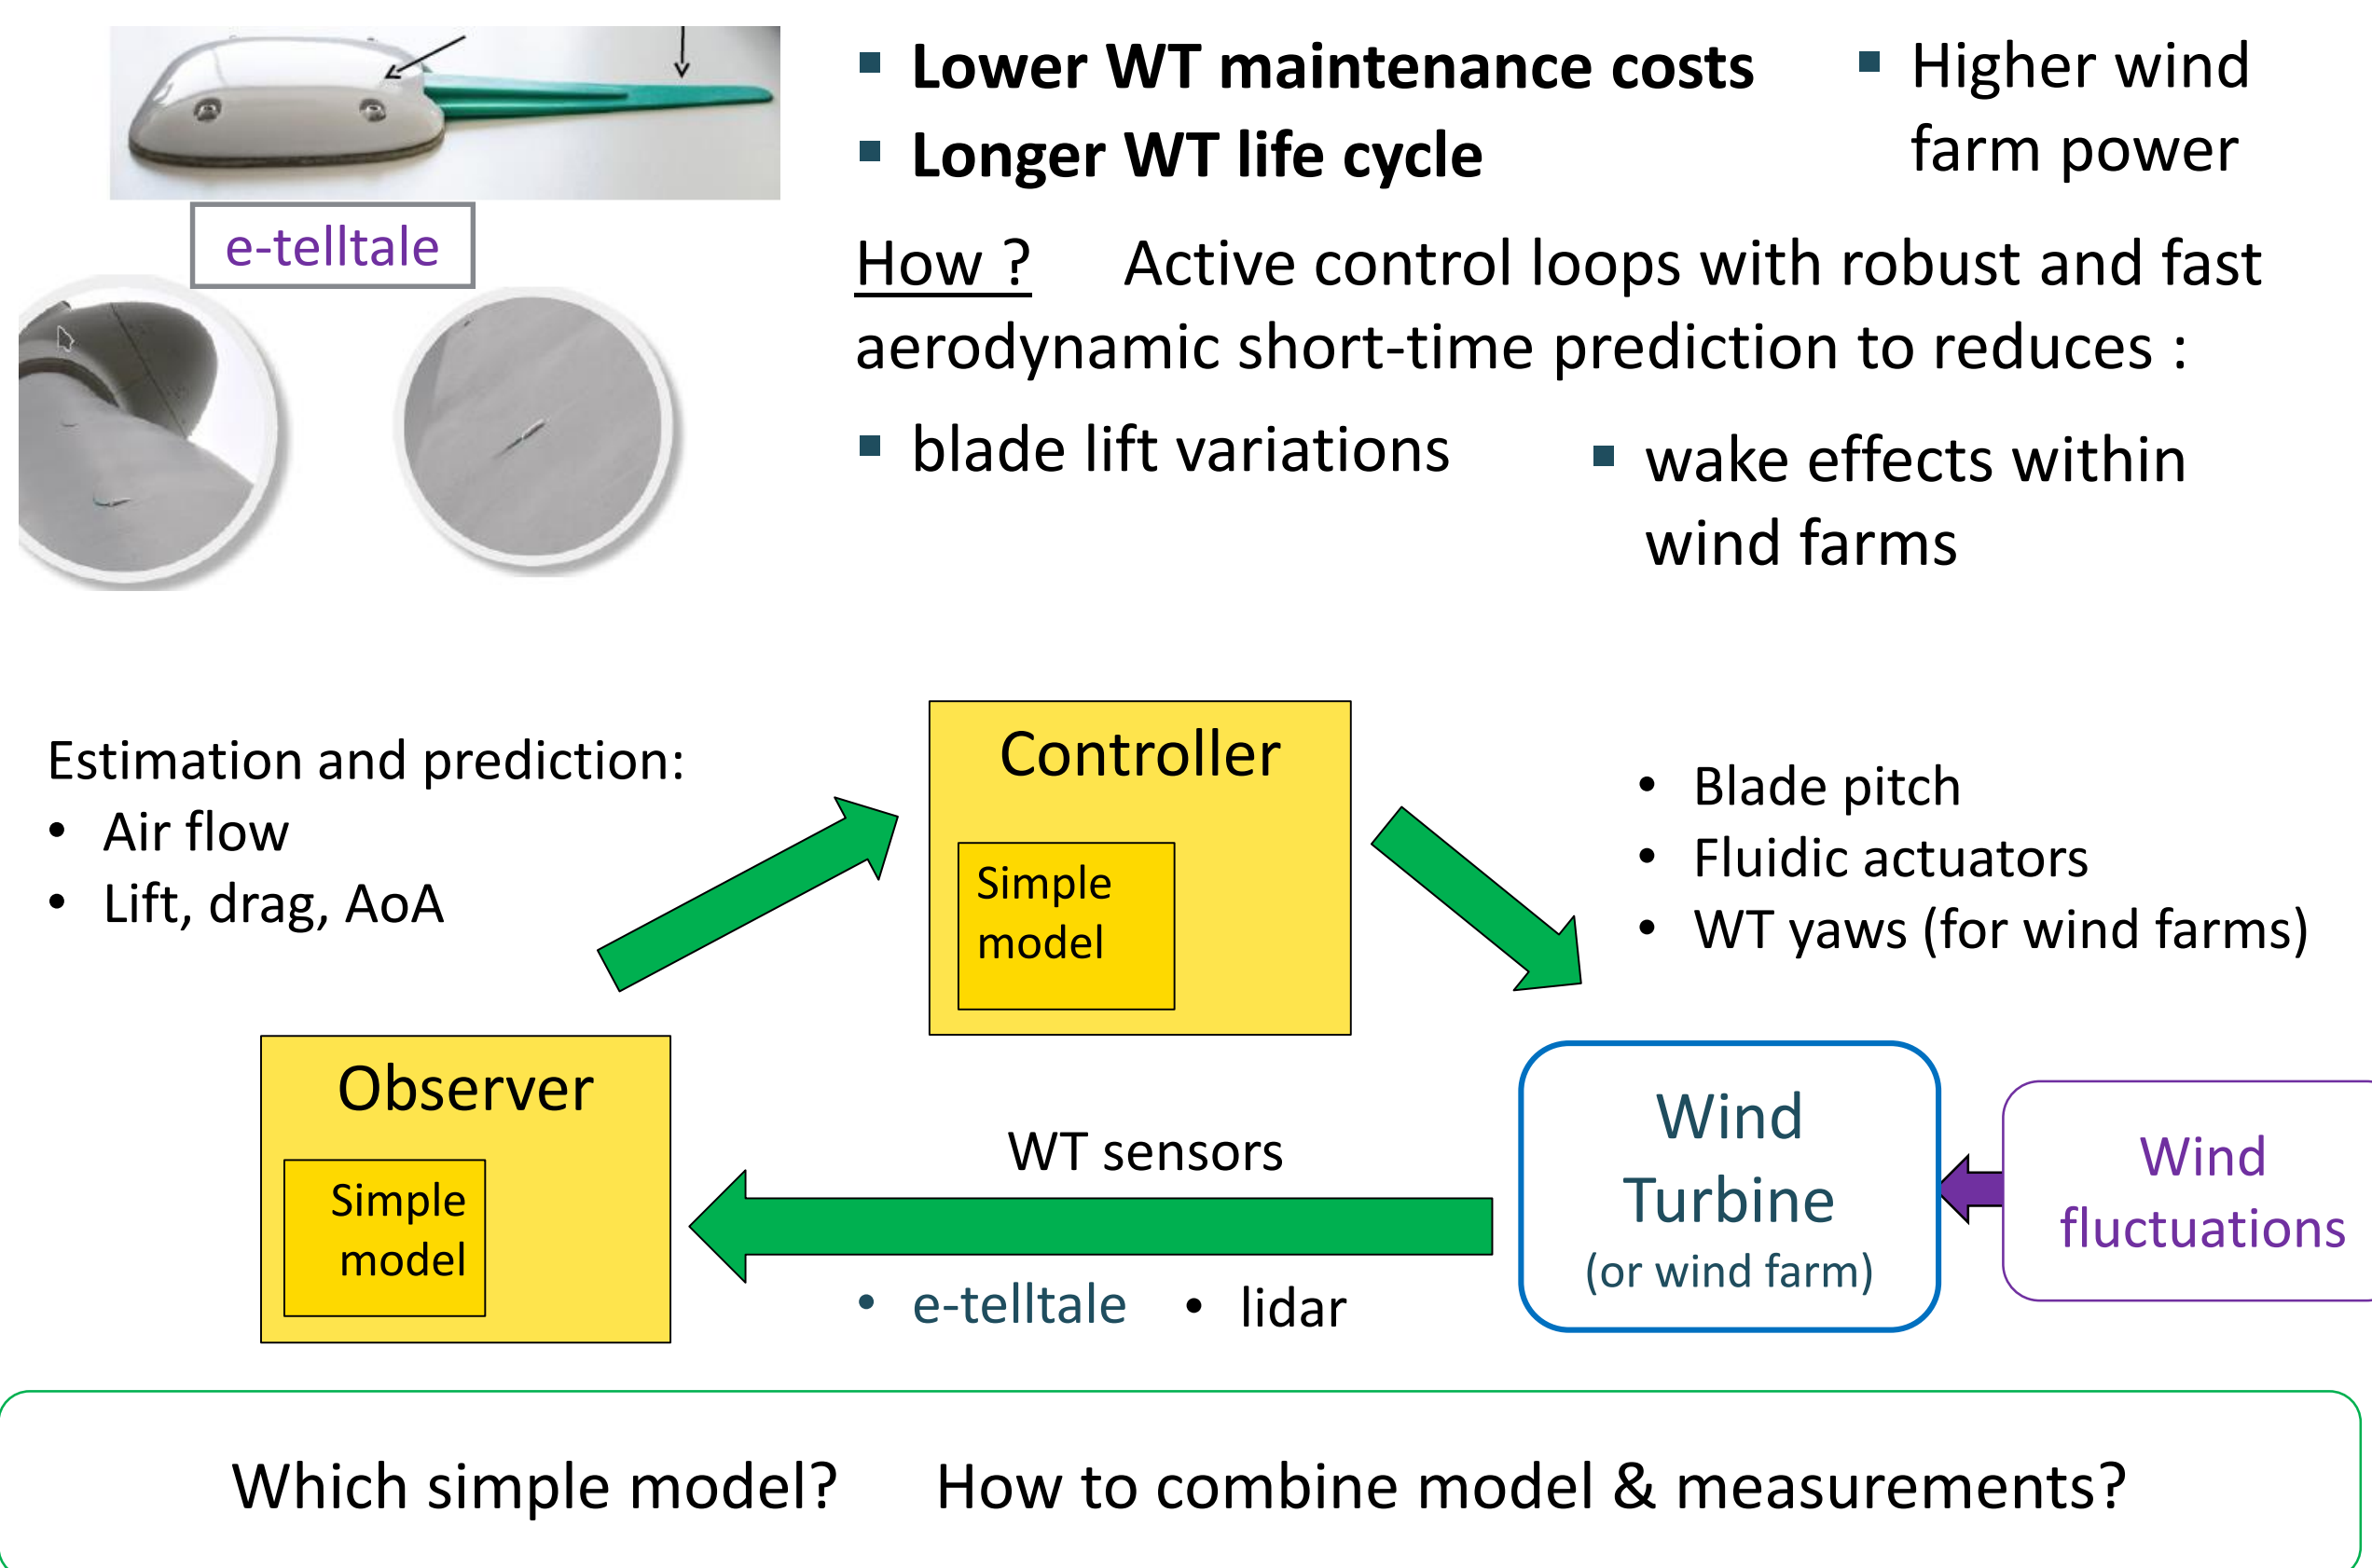 e-telltale
▪ Lower WT maintenance costs
▪ Longer WT life cycle
▪ Higher wind
farm power
How ? Active control loops with robust and fast
aerodynamic short-time prediction to reduces :
▪ blade lift variations
▪ wake effects within
wind farms
Estimation and prediction:
• Air flow
• Lift, drag, AoA
Controller
Simple
model
• Blade pitch
• Fluidic actuators
• WT yaws (for wind farms)
Observer
Simple
model
WT sensors
• e-telltale • lidar
Wind
Turbine
(or wind farm)
Wind
fluctuations
Which simple model? How to combine model & measurements?